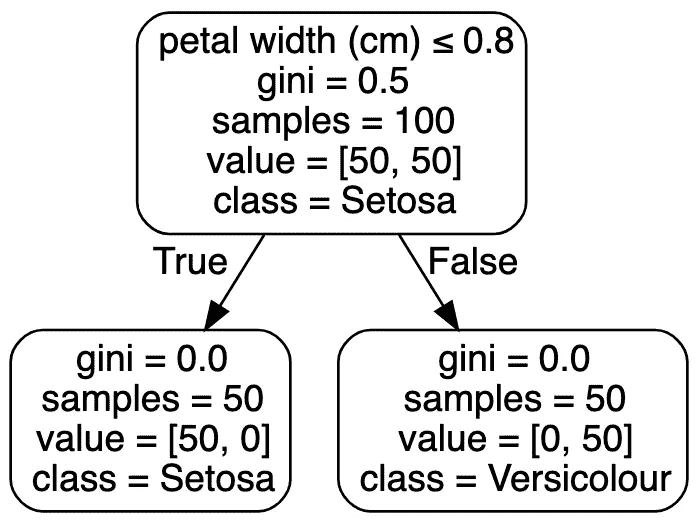 petal width (cm) ≤ 0.8
gini = 0.5
samples = 100
value = [50, 50]
class = Setosa
True
False
gini = 0.0
samples = 50
value = [50, 0]
class = Setosa
gini = 0.0
samples = 50
value = [0, 50]
class = Versicolour